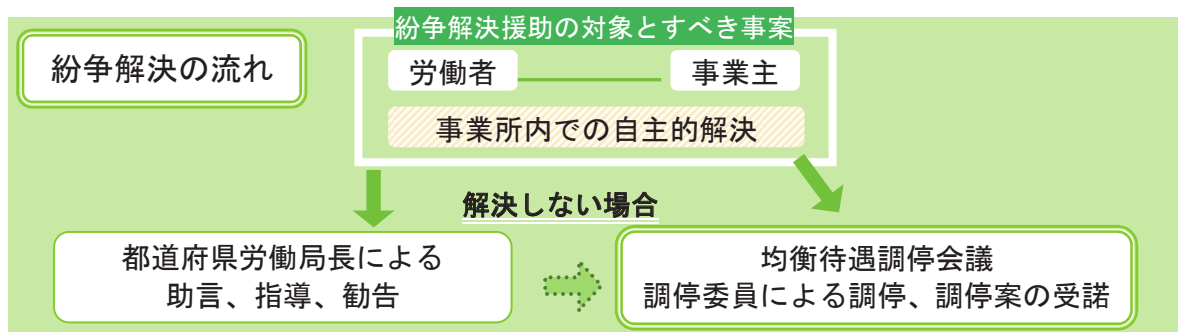 紛争解決援助の対象とすべき事案
紛争解決の流れ
労働者
事業主
事業所内での自主的解決
解決しない場合
都道府県労働局長による
助言、指導、勧告
均衡待遇調停会議
調停委員による調停、調停案の受諾